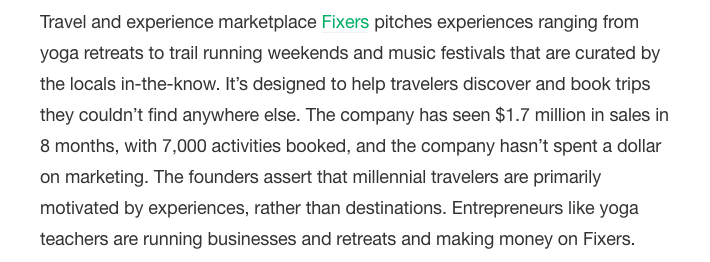 Travel and experience marketplace Fixers pitches experiences ranging from
yoga retreats to trail running weekends and music festivals that are curated by
the locals in-the-know. It’s designed to help travelers discover and book trips
they couldn’t find anywhere else. The company has seen $1.7 million in sales in
8 months, with 7,000 activities booked, and the company hasn’t spent a dollar
on marketing. The founders assert that millennial travelers are primarily
motivated by experiences, rather than destinations. Entrepreneurs like yoga
teachers are running businesses and retreats and making money on Fixers.